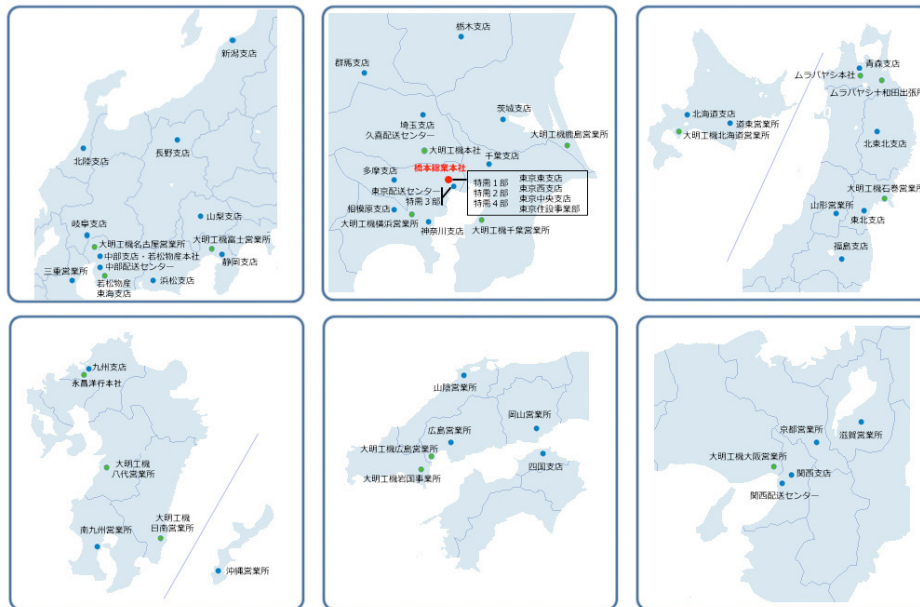 新潟支店
北陸支店
長野支店
山梨支店
岐阜支店
大明工機名古屋営業所
大明工機富士営業所
中部支店・若松物産本社
静岡支店
中部配送センター
三重営業所
若松物産
東海支店
浜松支店
栃木支店
群馬支店
茨城支店
埼玉支店
久喜配送センター
大明工機鹿島営業所
大明工機本社
千葉支店
橋本総業本社
多摩支店
東京配送センター
特需3部
特需1部 東京東支店
特需2部 東京西支店
特需4部 東京中央支店
東京住設事業部
相模原支店
大明工機横浜営業所
神奈川支店
大明工機千葉営業所
青森支店
ムラバヤシ本社
ムラバヤシ十和田出張所
北海道支店
道東営業所
大明工機北海道営業所
北東北支店
大明工機石巻営業所
山形営業所
東北支店
福島支店
九州支店
永昌洋行本社
大明工機
八代営業所
大明工機
日南営業所
南九州営業所
沖縄営業所
山陰営業所
岡山営業所
広島営業所
大明工機広島営業所
四国支店
大明工機岩国事業所
京都営業所
滋賀営業所
大明工機大阪営業所
関西支店
関西配送センター